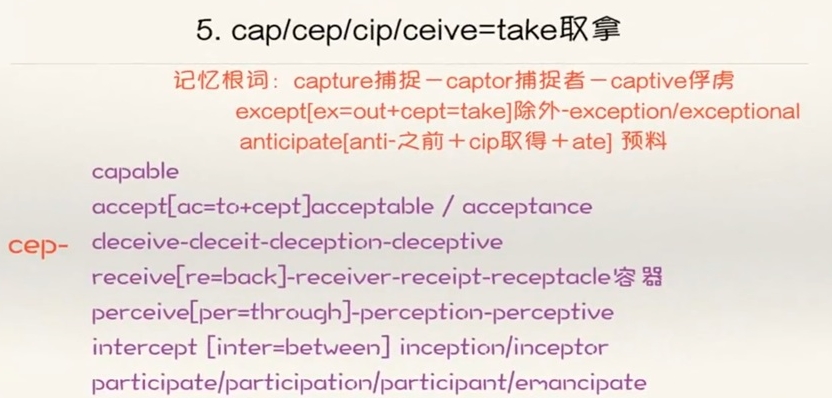 5. cap/cep/cip/ceive=take取拿
记忆根词：capture捕捉－captor捕捉者－captive俘虏
except[ex=out+cept=take]除外-exception/exceptional
anticipate[anti-之前＋cip取得＋ate] 预料
capable
accept[ac=to+cept]acceptable / acceptance
cep-
deceive-deceit-deception-deceptive
receive[re=back]-receiver-receipt-receptacle容器
perceive[per=through]-perception-perceptive
intercept [inter=between] inception/inceptor
participate/participation/participant/emancipate